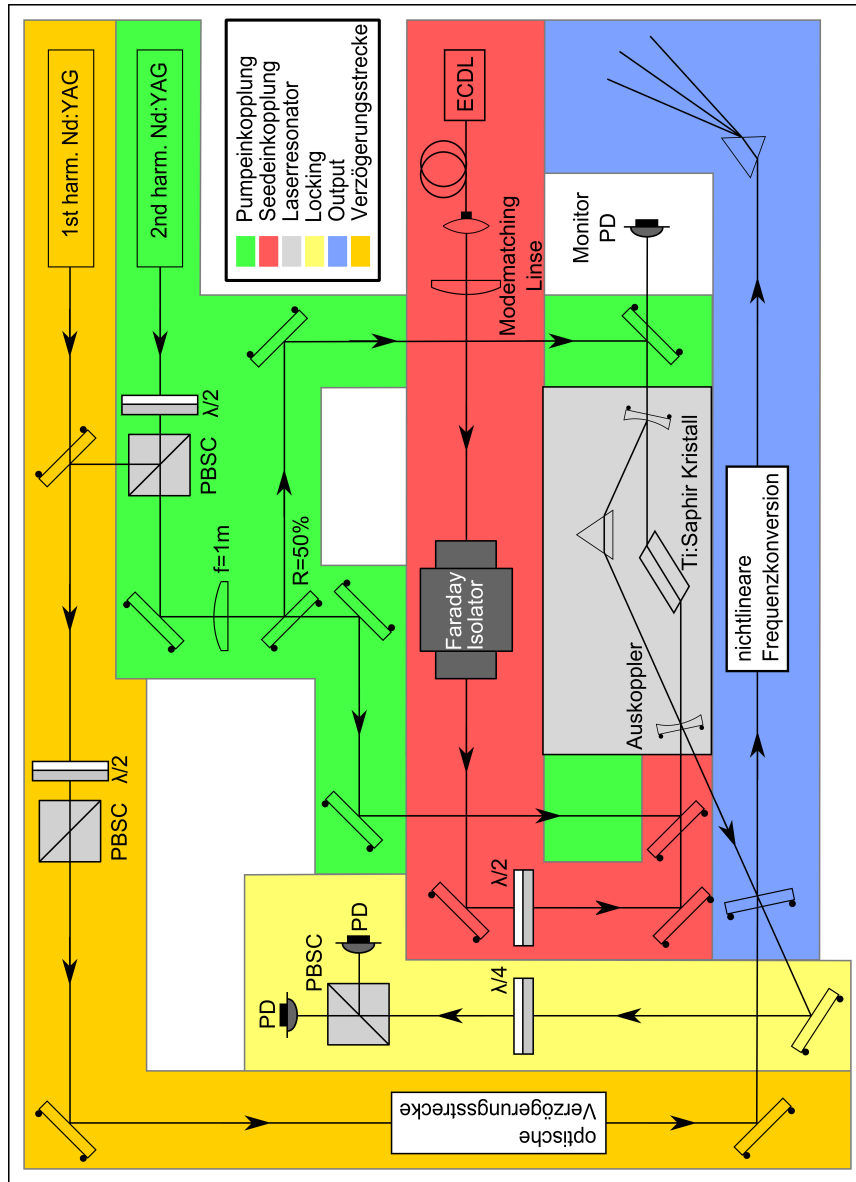 1st harm. Nd:YAG
2nd harm. Nd:YAG
Pumpeinkopplung
Seedeinkopplung
Laserresonator
Locking
Output
Verzögerungsstrecke
ECDL
λ/2
PBSC
f=1m
R=50%
Modematching
Linse
Monitor
PD
Faraday
Isolator
Ti:Saphir Kristall
Auskoppler
nichtlineare
Frequenzkonversion
λ/2
PBSC
λ/2
λ/4
PBSC
PD
PD
optische
Verzögerungsstrecke